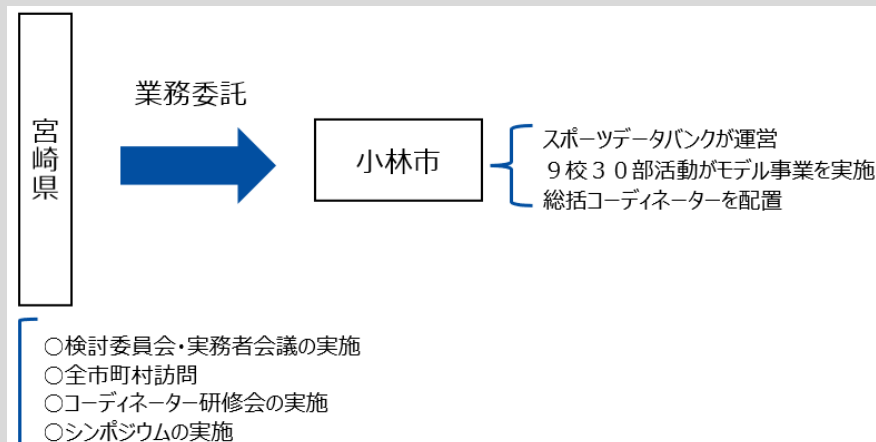 業務委託
宮崎県
小林市
スポーツデータバンクが運営
９校３０部活動がモデル事業を実施
総括コーディネーターを配置
○検討委員会・実務者会議の実施
○全市町村訪問
○コーディネーター研修会の実施
○シンポジウムの実施